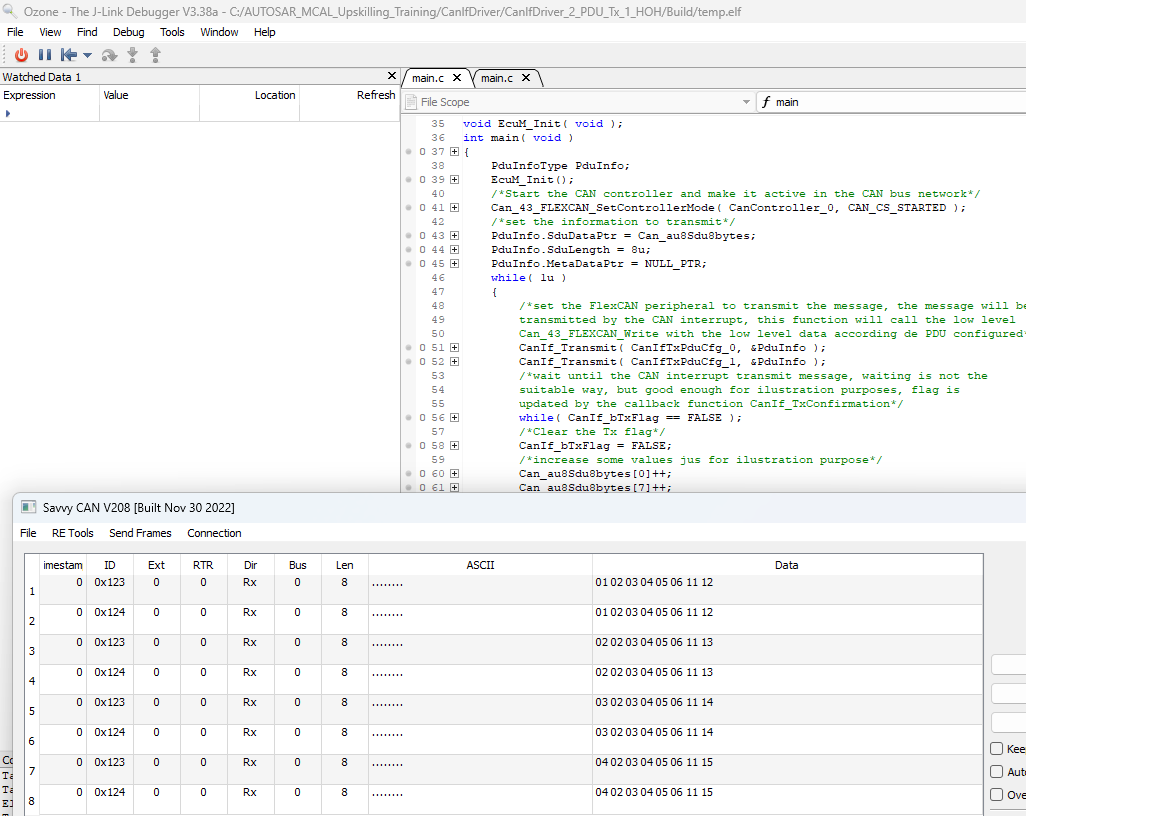 Ozone - The J-Link Debugger V3.38a - C:/AUTOSAR_MCAL_Upskilling_Training/CanIfDriver/CanIfDriver_2_PDU_Tx_1_HOH/Build/temp.elf
File View Find Debug Tools Window Help
Watched Data 1
Expression Value Location Refresh
main.c main.c
File Scope main
35 void EcuM_Init( void );
36 int main( void )
0 37 {
38 PduInfoType PduInfo;
0 39 EcuM_Init();
40 /*Start the CAN controller and make it active in the CAN bus network*/
0 41 Can_43_FLEXCAN_SetControllerMode( CanController_0, CAN_CS_STARTED );
42 /*set the information to transmit*/
0 43 PduInfo.SduDataPtr = Can_au8Sdu8bytes;
0 44 PduInfo.SduLength = 8u;
0 45 PduInfo.MetaDataPtr = NULL_PTR;
46 while( 1u )
47 {
48 /*set the FlexCAN peripheral to transmit the message, the message will be
49 transmitted by the CAN interrupt, this function will call the low level
50 Can_43_FLEXCAN_Write with the low level data according de PDU configured*
0 51 CanIf_Transmit( CanIfTxPduCfg_0, &PduInfo );
0 52 CanIf_Transmit( CanIfTxPduCfg_1, &PduInfo );
53 /*wait until the CAN interrupt transmit message, waiting is not the
54 suitable way, but good enough for ilustration purposes, flag is
55 updated by the callback function CanIf_TxConfirmation*/
0 56 while( CanIf_bTxFlag == FALSE );
57 /*Clear the Tx flag*/
0 58 CanIf_bTxFlag = FALSE;
59 /*increase some values jus for ilustration purpose*/
0 60 Can_au8Sdu8bytes[0]++;
0 61 Can_au8Sdu8bytes[7]++;
Savvy CAN V208 [Built Nov 30 2022]
File RE Tools Send Frames Connection
imestam ID Ext RTR Dir Bus Len ASCII Data
1 0 0x123 0 0 Rx 0 8 ........ 01 02 03 04 05 06 11 12
2 0 0x124 0 0 Rx 0 8 ........ 01 02 03 04 05 06 11 12
3 0 0x123 0 0 Rx 0 8 ........ 02 02 03 04 05 06 11 13
4 0 0x124 0 0 Rx 0 8 ........ 02 02 03 04 05 06 11 13
5 0 0x123 0 0 Rx 0 8 ........ 03 02 03 04 05 06 11 14
6 0 0x124 0 0 Rx 0 8 ........ 03 02 03 04 05 06 11 14
7 0 0x123 0 0 Rx 0 8 ........ 04 02 03 04 05 06 11 15
8 0 0x124 0 0 Rx 0 8 ........ 04 02 03 04 05 06 11 15
Kee
Aut
Ove